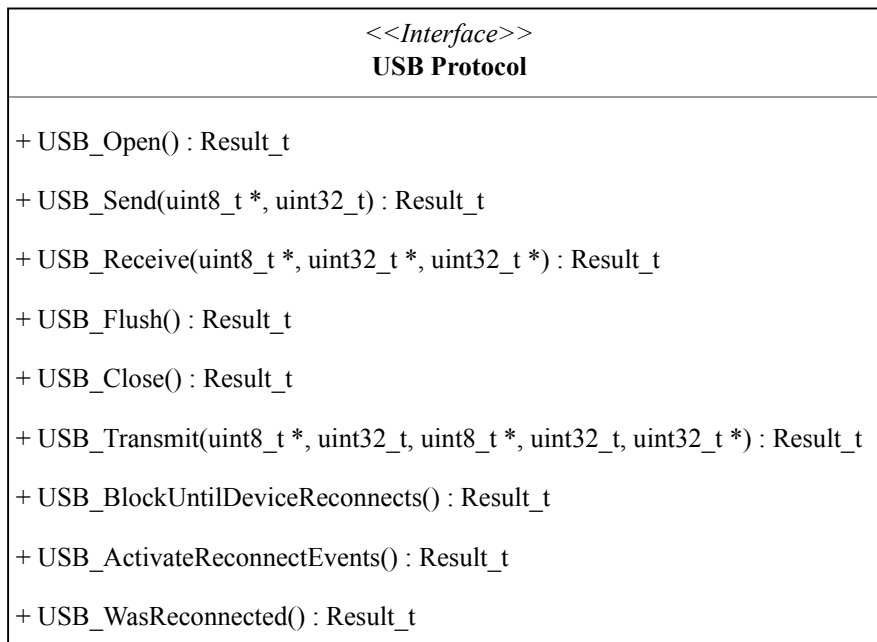 <<Interface>>
USB Protocol
+ USB_Open() : Result_t
+ USB_Send(uint8_t *, uint32_t) : Result_t
+ USB_Receive(uint8_t *, uint32_t *, uint32_t *) : Result_t
+ USB_Flush() : Result_t
+ USB_Close() : Result_t
+ USB_Transmit(uint8_t *, uint32_t, uint8_t *, uint32_t, uint32_t *) : Result_t
+ USB_BlockUntilDeviceReconnects() : Result_t
+ USB_ActivateReconnectEvents() : Result_t
+ USB_WasReconnected() : Result_t